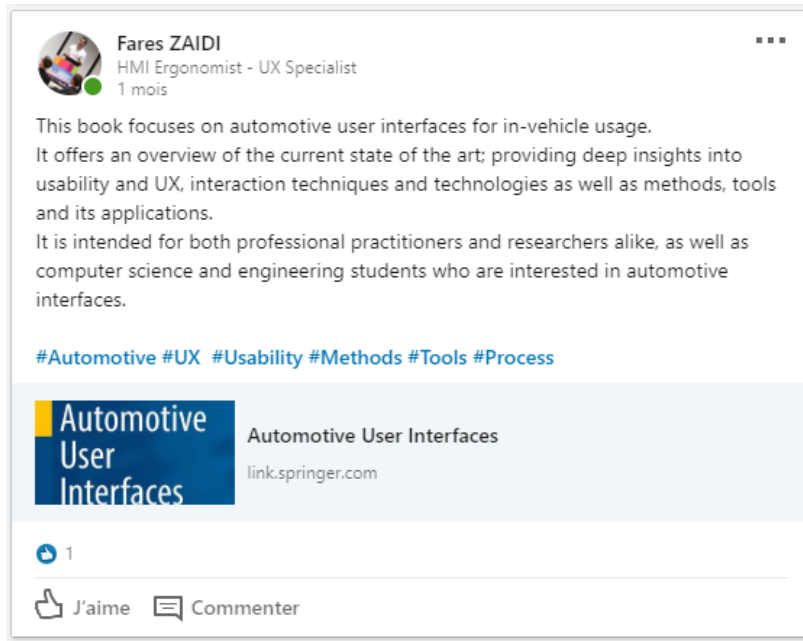 Fares ZAIDI
HMI Ergonomist - UX Specialist
1 mois
This book focuses on automotive user interfaces for in-vehicle usage.
It offers an overview of the current state of the art; providing deep insights into
usability and UX, interaction techniques and technologies as well as methods, tools
and its applications.
It is intended for both professional practitioners and researchers alike, as well as
computer science and engineering students who are interested in automotive
interfaces.
#Automotive #UX #Usability #Methods #Tools #Process
Automotive
User
Interfaces
Automotive User Interfaces
link.springer.com
1
J'aime Commenter